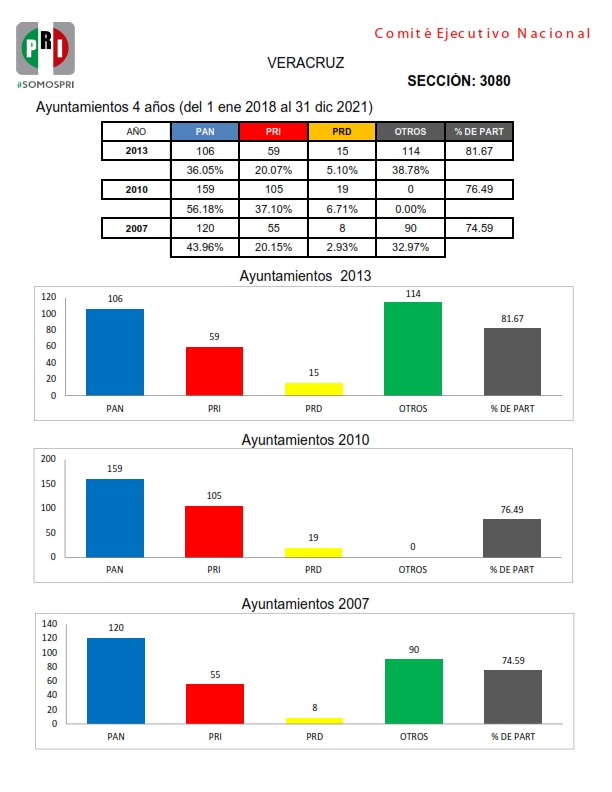 Comité Ejecutivo Nacional
PRI
#SOMOSPRI
VERACRUZ
SECCIÓN: 3080
Ayuntamientos 4 años (del 1 ene 2018 al 31 dic 2021)
AÑO PAN PRI PRD OTROS % DE PART
2013 106 59 15 114 81.67
36.05% 20.07% 5.10% 38.78%
2010 159 105 19 0 76.49
56.18% 37.10% 6.71% 0.00%
2007 120 55 8 90 74.59
43.96% 20.15% 2.93% 32.97%
Ayuntamientos 2013
120
100
80
60
40
20
0
106
59
15
114
81.67
PAN PRI PRD OTROS % DE PART
Ayuntamientos 2010
200
150
100
50
0
159
105
19
0
76.49
PAN PRI PRD OTROS % DE PART
Ayuntamientos 2007
140
120
100
80
60
40
20
0
120
55
8
90
74.59
PAN PRI PRD OTROS % DE PART